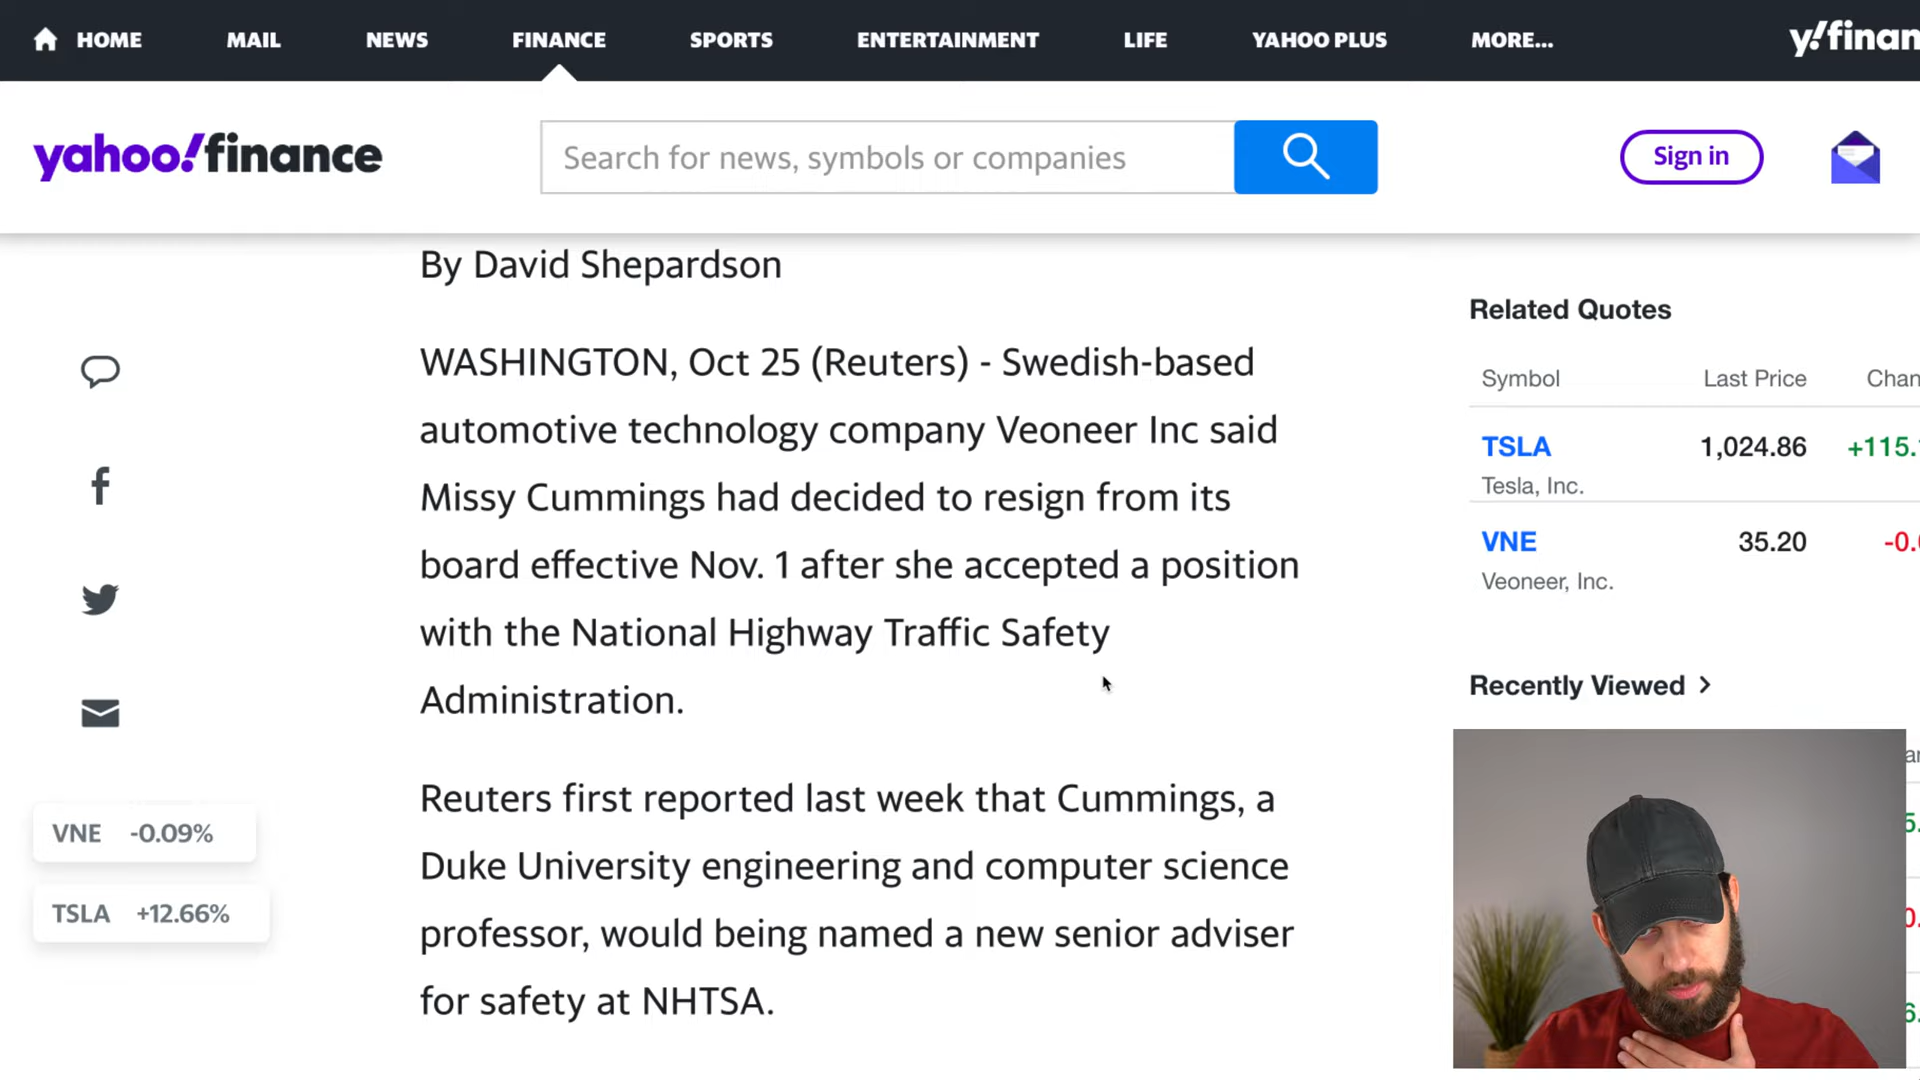 HOME MAIL NEWS FINANCE SPORTS ENTERTAINMENT LIFE YAHOO PLUS MORE... y!finan
yahoo!finance Search for news, symbols or companies Sign in
By David Shepardson
WASHINGTON, Oct 25 (Reuters) - Swedish-based
automotive technology company Veoneer Inc said
Missy Cummings had decided to resign from its
board effective Nov. 1 after she accepted a position
with the National Highway Traffic Safety
Administration.
Reuters first reported last week that Cummings, a
Duke University engineering and computer science
professor, would being named a new senior adviser
for safety at NHTSA.
VNE -0.09%
TSLA +12.66%
Related Quotes
Symbol Last Price Chan
TSLA 1,024.86 +115.
Tesla, Inc.
VNE 35.20 -0.
Veoneer, Inc.
Recently Viewed